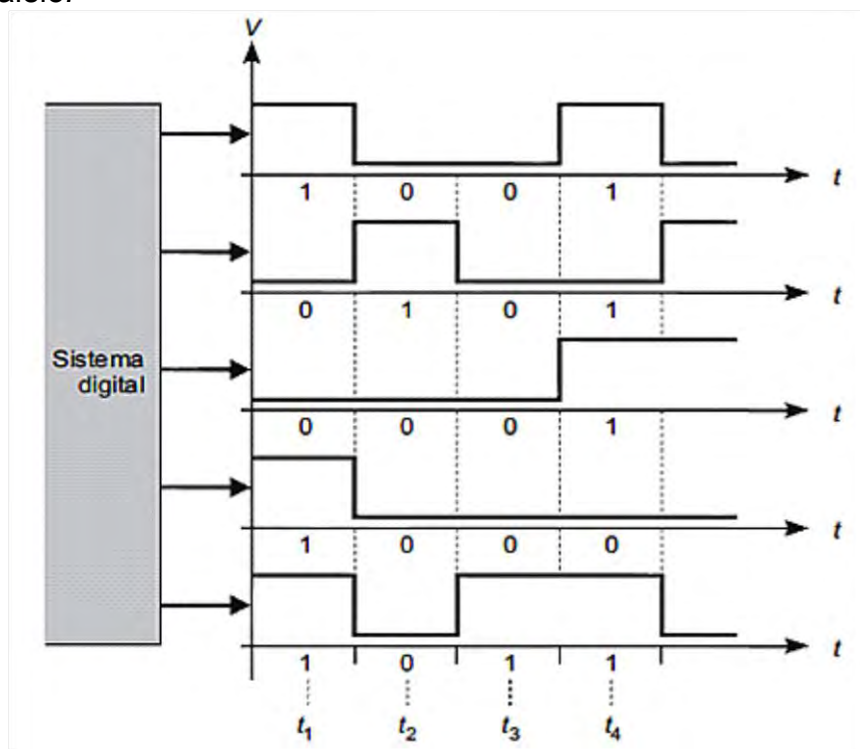 V
t
1 0 0 1
t
0 1 0 1
Sistema
digital
t
0 0 0 1
t
1 0 0 0
t
1 0 1 1
t1 t2 t3 t4